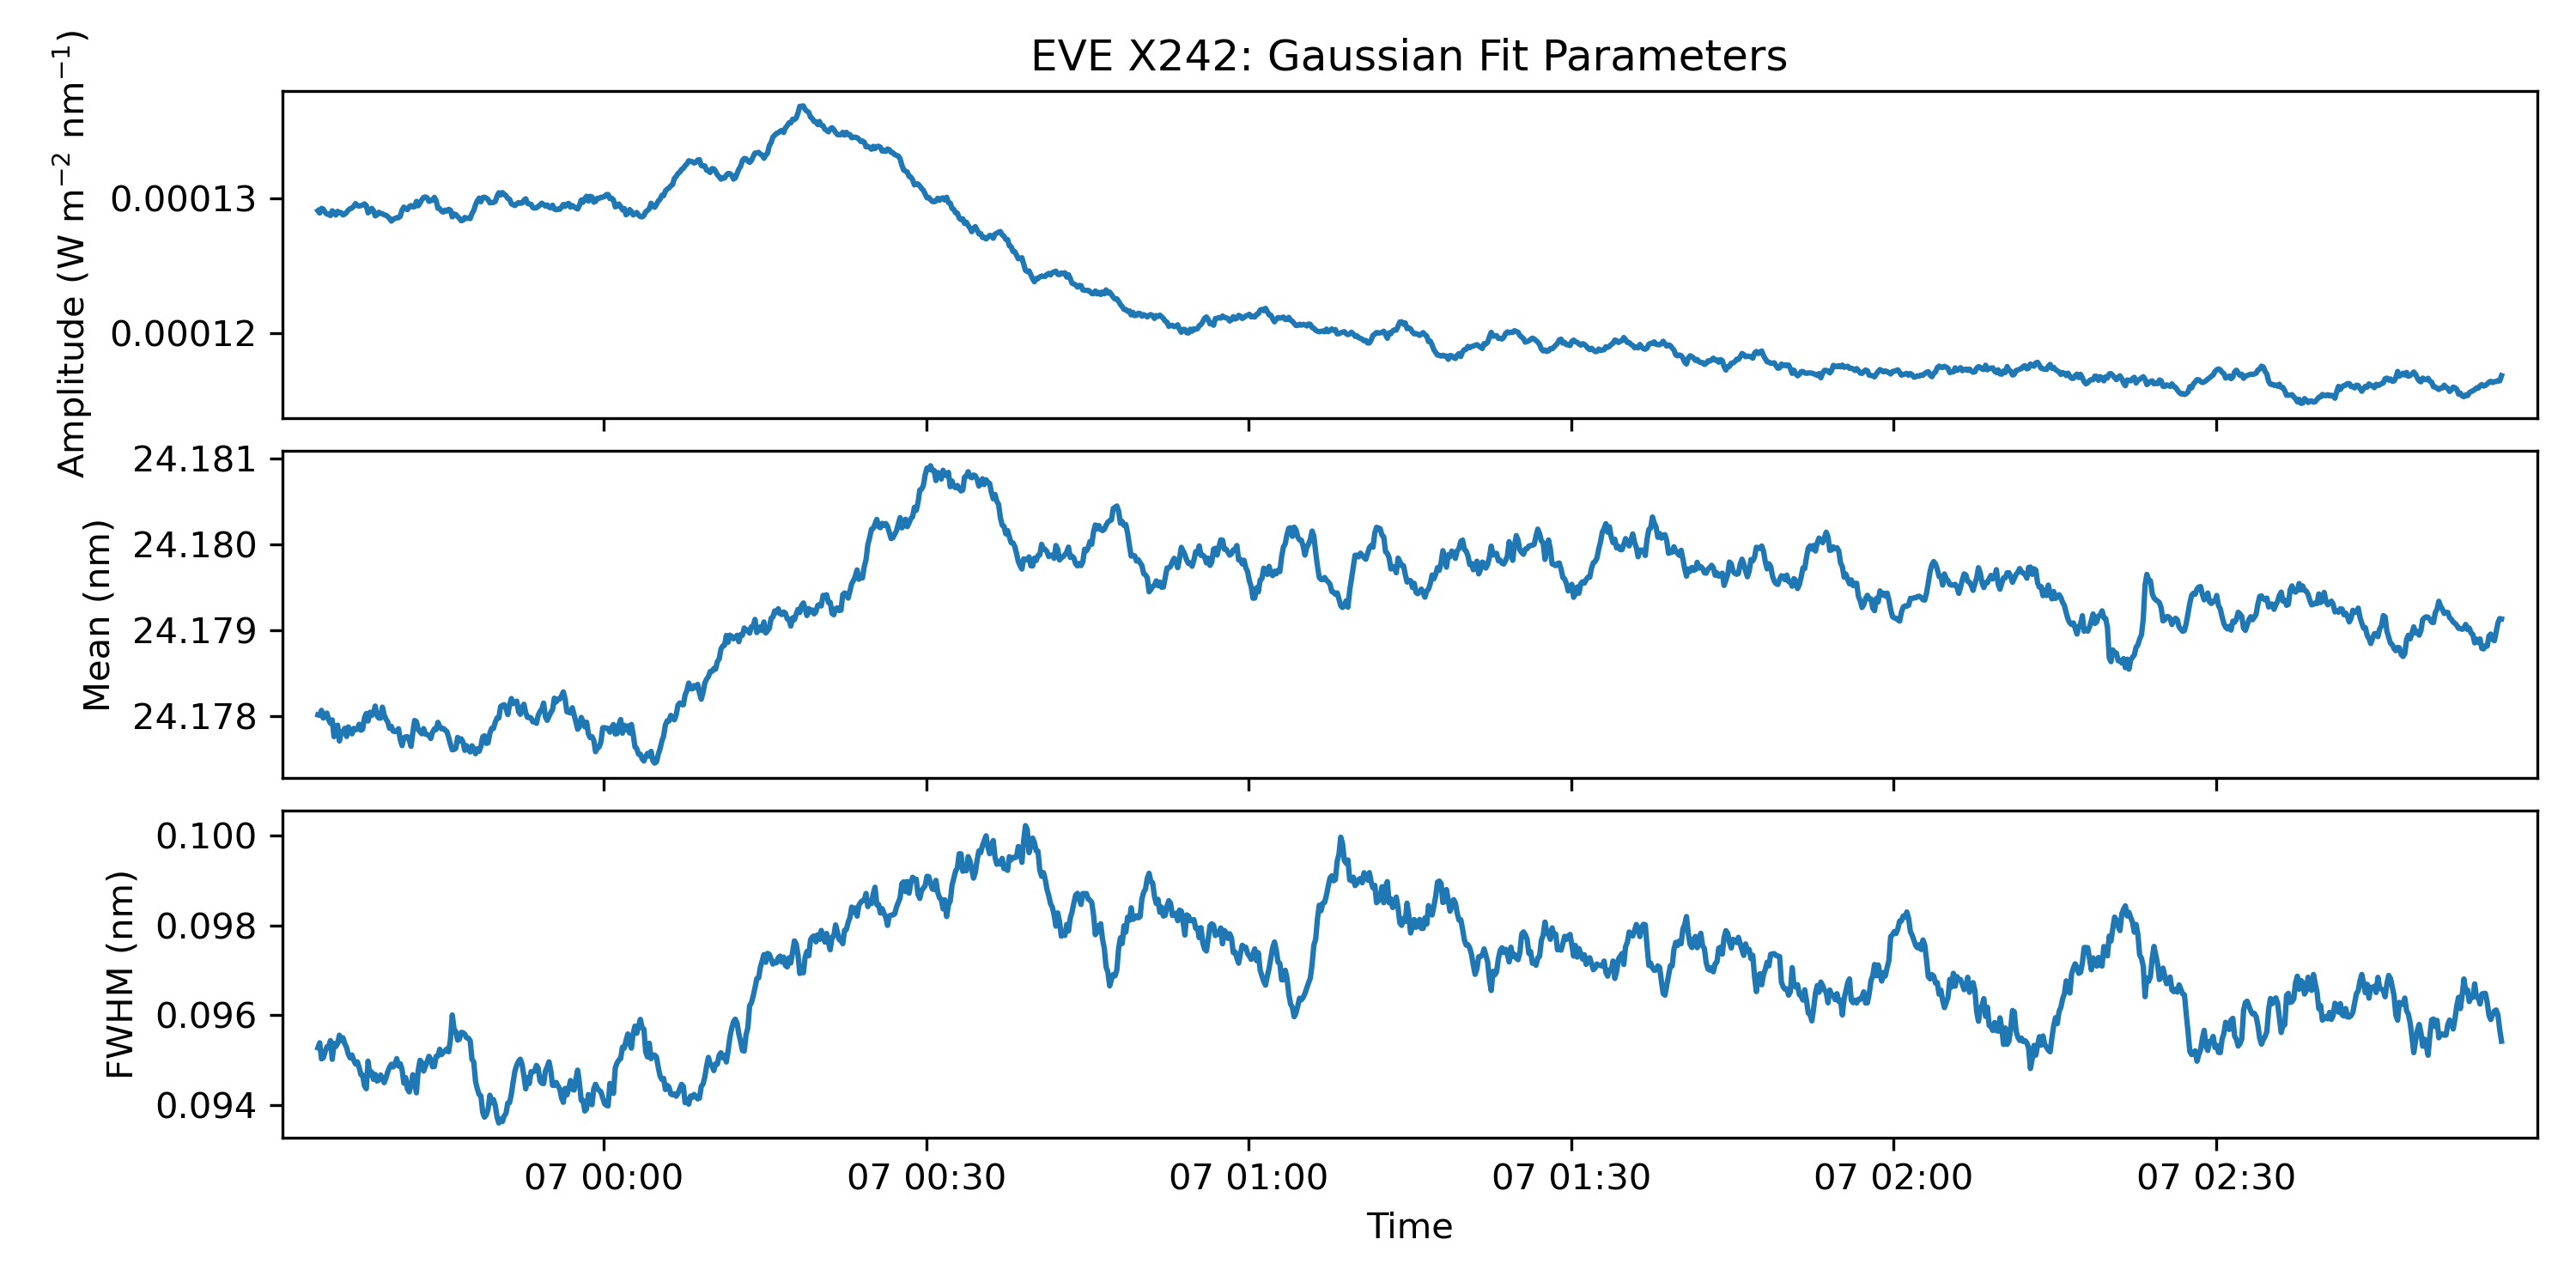 EVE X242: Gaussian Fit Parameters
Amplitude (W m⁻² nm⁻¹)
0.00013
0.00012
Mean (nm)
24.181
24.180
24.179
24.178
FWHM (nm)
0.100
0.098
0.096
0.094
07 00:00 07 00:30 07 01:00 07 01:30 07 02:00 07 02:30
Time